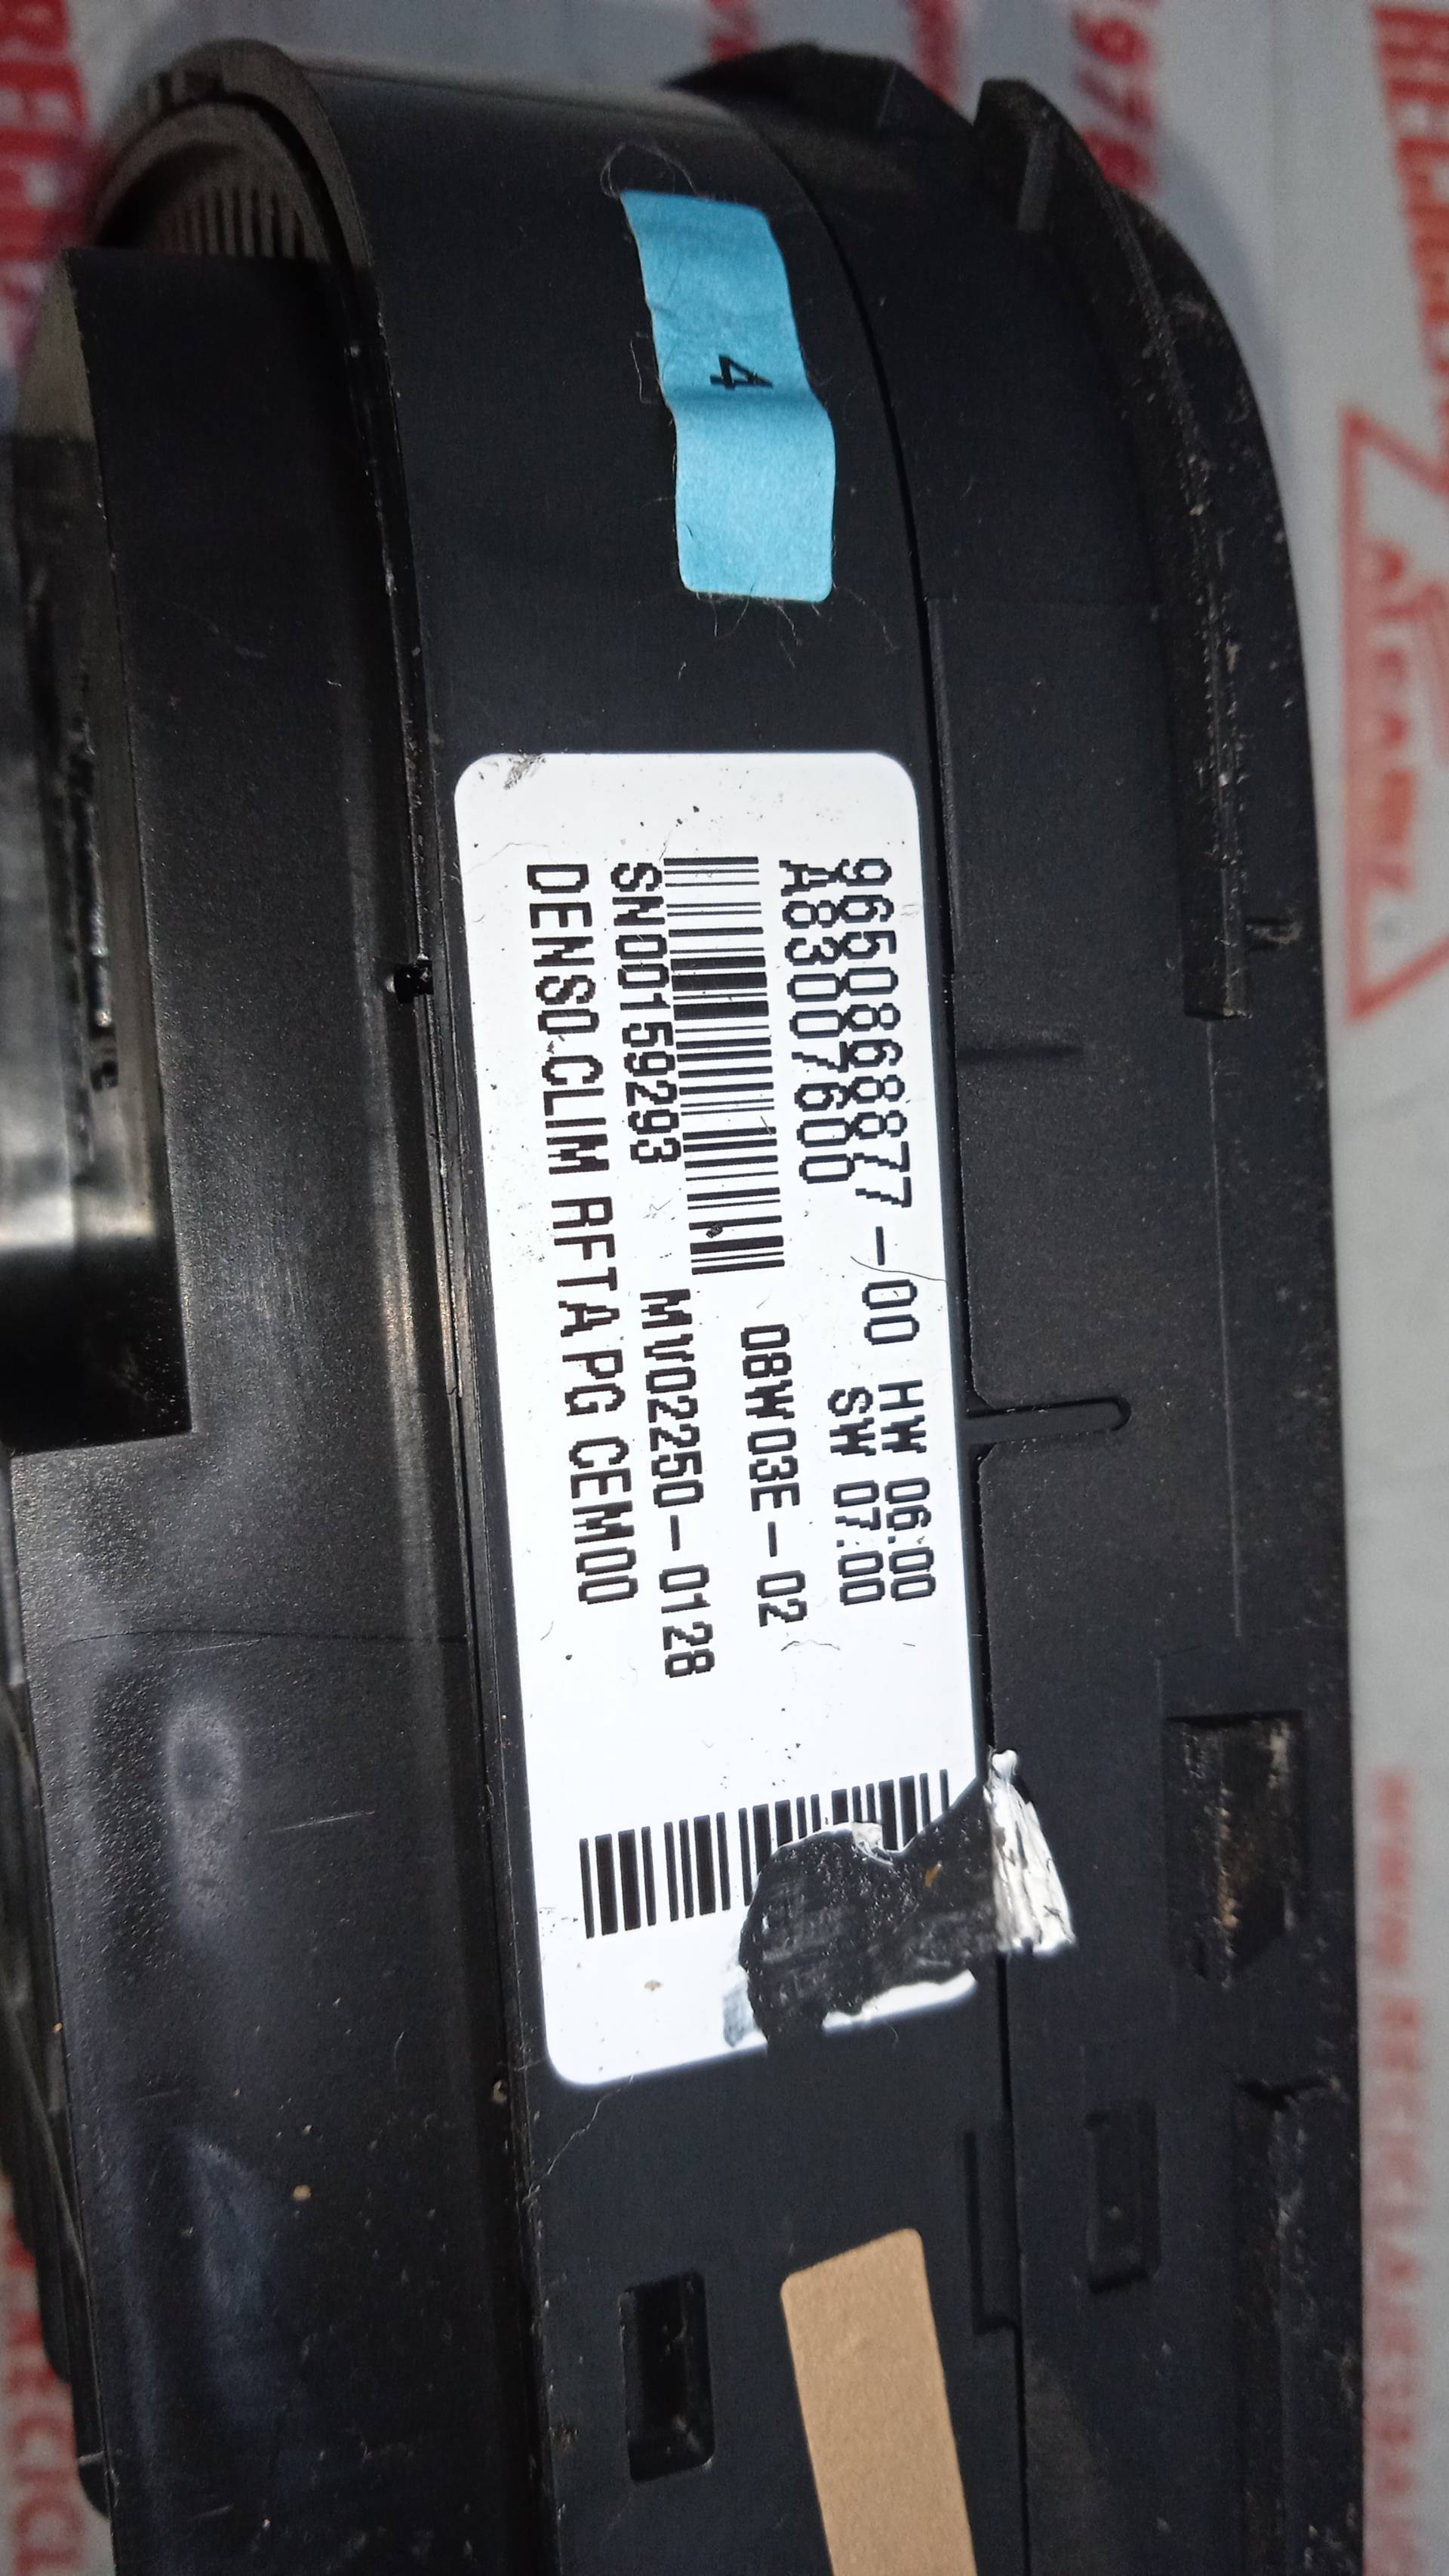 4
9650868877 -00 HW 06.00
A83007600 SW 07.00
08W03E-02
SN00159293 MV02250-0128
DENSO CLIM RFTA PG CEM00